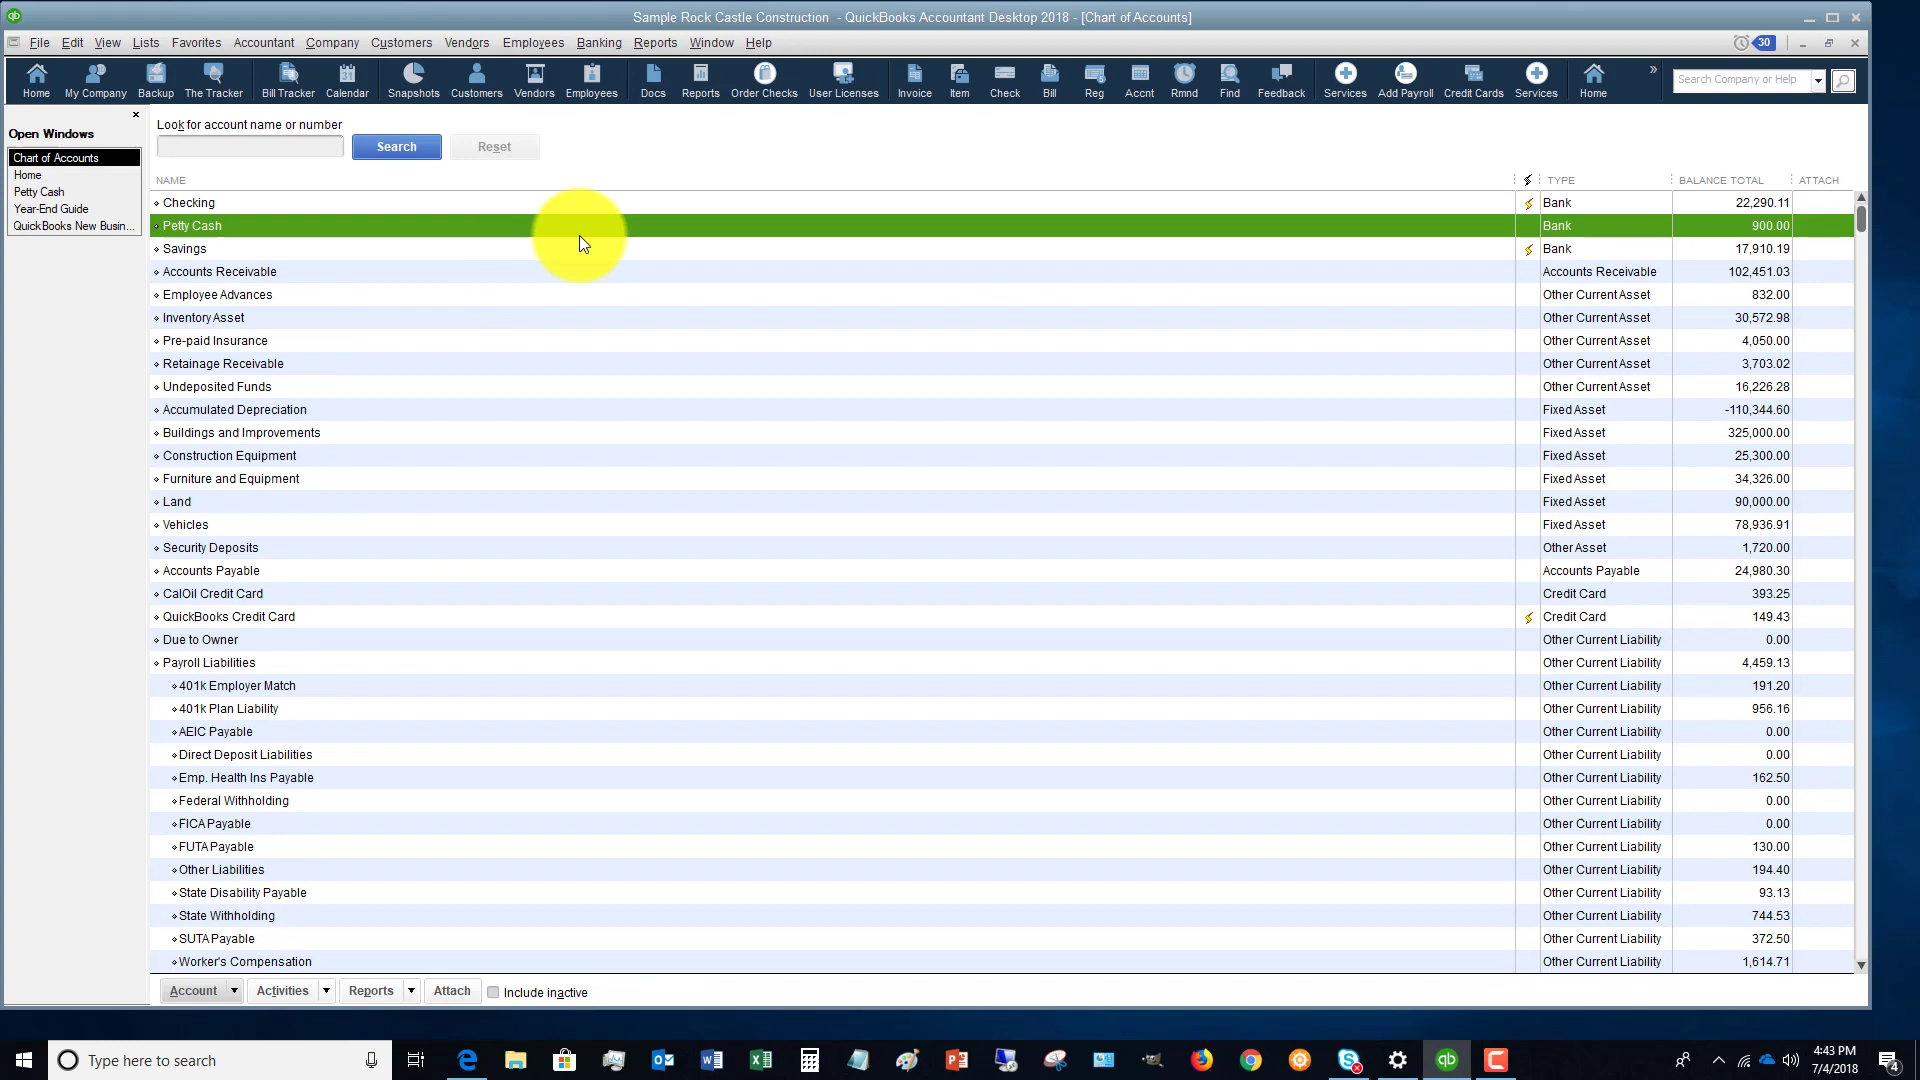 Sample Rock Castle Construction - QuickBooks Accountant Desktop 2018 - [Chart of Accounts]
File Edit View Lists Favorites Accountant Company Customers Vendors Employees Banking Reports Window Help 30
Home My Company Backup The Tracker Bill Tracker Calendar Snapshots Customers Vendors Employees Docs Reports Order Checks User Licenses Invoice Item Check Bill Reg Accnt Rmnd Find Feedback Services Add Payroll Credit Cards Services Home » Search Company or Help
Open Windows
Chart of Accounts
Home
Petty Cash
Year-End Guide
QuickBooks New Busin...
Look for account name or number
Search Reset
NAME TYPE BALANCE TOTAL ATTACH
Checking Bank 22,290.11
Petty Cash Bank 900.00
Savings Bank 17,910.19
Accounts Receivable Accounts Receivable 102,451.03
Employee Advances Other Current Asset 832.00
Inventory Asset Other Current Asset 30,572.98
Pre-paid Insurance Other Current Asset 4,050.00
Retainage Receivable Other Current Asset 3,703.02
Undeposited Funds Other Current Asset 16,226.28
Accumulated Depreciation Fixed Asset -110,344.60
Buildings and Improvements Fixed Asset 325,000.00
Construction Equipment Fixed Asset 25,300.00
Furniture and Equipment Fixed Asset 34,326.00
Land Fixed Asset 90,000.00
Vehicles Fixed Asset 78,936.91
Security Deposits Other Asset 1,720.00
Accounts Payable Accounts Payable 24,980.30
CalOil Credit Card Credit Card 393.25
QuickBooks Credit Card Credit Card 149.43
Due to Owner Other Current Liability 0.00
Payroll Liabilities Other Current Liability 4,459.13
401k Employer Match Other Current Liability 191.20
401k Plan Liability Other Current Liability 956.16
AEIC Payable Other Current Liability 0.00
Direct Deposit Liabilities Other Current Liability 0.00
Emp. Health Ins Payable Other Current Liability 162.50
Federal Withholding Other Current Liability 0.00
FICA Payable Other Current Liability 0.00
FUTA Payable Other Current Liability 130.00
Other Liabilities Other Current Liability 194.40
State Disability Payable Other Current Liability 93.13
State Withholding Other Current Liability 744.53
SUTA Payable Other Current Liability 372.50
Worker's Compensation Other Current Liability 1,614.71
Account Activities Reports Attach Include inactive
Type here to search
4:43 PM
7/4/2018
4